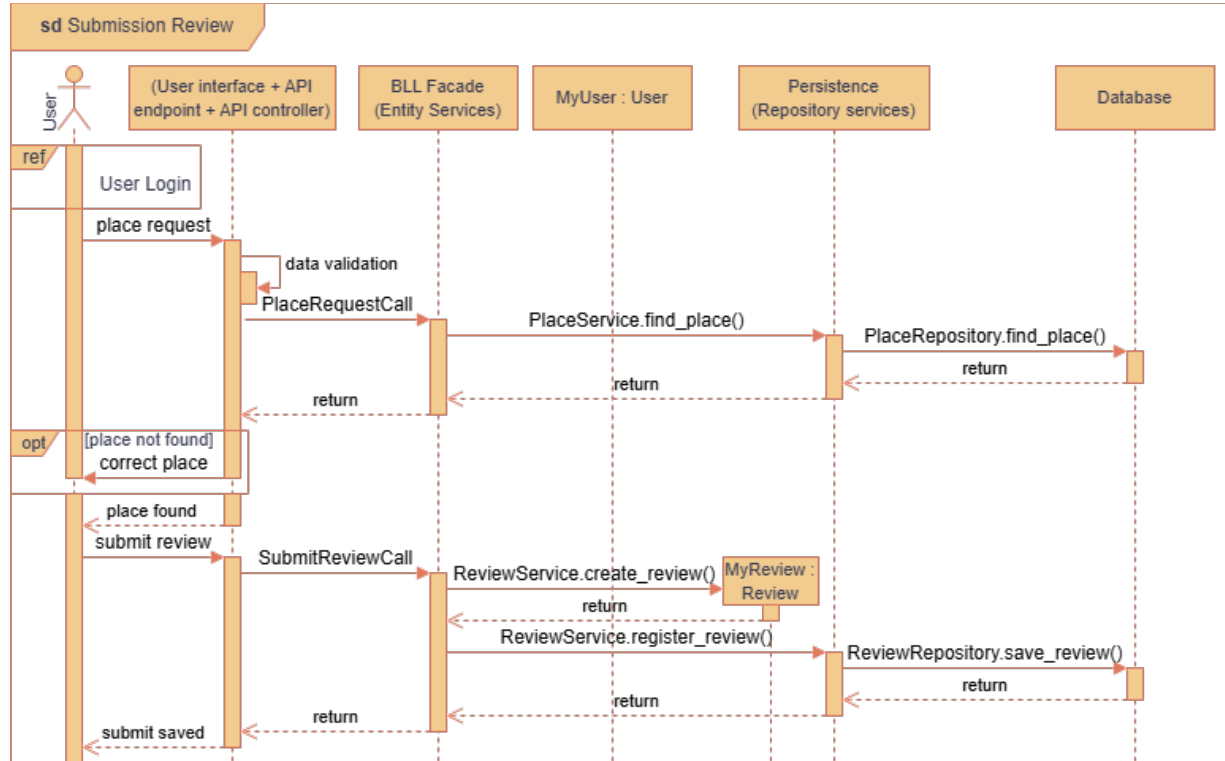 sd Submission Review
User
(User interface + API
endpoint + API controller)
BLL Facade
(Entity Services)
MyUser : User
Persistence
(Repository services)
Database
ref
User Login
place request
data validation
PlaceRequestCall
PlaceService.find_place()
PlaceRepository.find_place()
return
return
return
opt
[place not found]
correct place
place found
submit review
SubmitReviewCall
ReviewService.create_review()
MyReview :
Review
return
ReviewService.register_review()
ReviewRepository.save_review()
return
return
return
submit saved